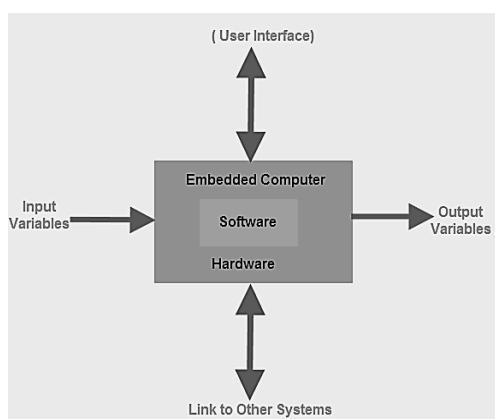 ( User Interface)
Embedded Computer
Input
Variables
Software
Output
Variables
Hardware
Link to Other Systems